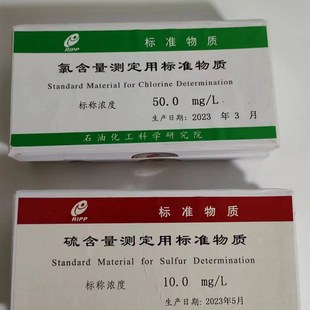 RIPP
标准物质
氯含量测定用标准物质
Standard Material for Chlorine Determination
标称浓度 50.0 mg/L
生产日期: 2023 年 3 月
石油化工科学研究院
RIPP
标准物质
硫含量测定用标准物质
Standard Material for Sulfur Determination
标称浓度 10.0 mg/L
生产日期: 2023年5月